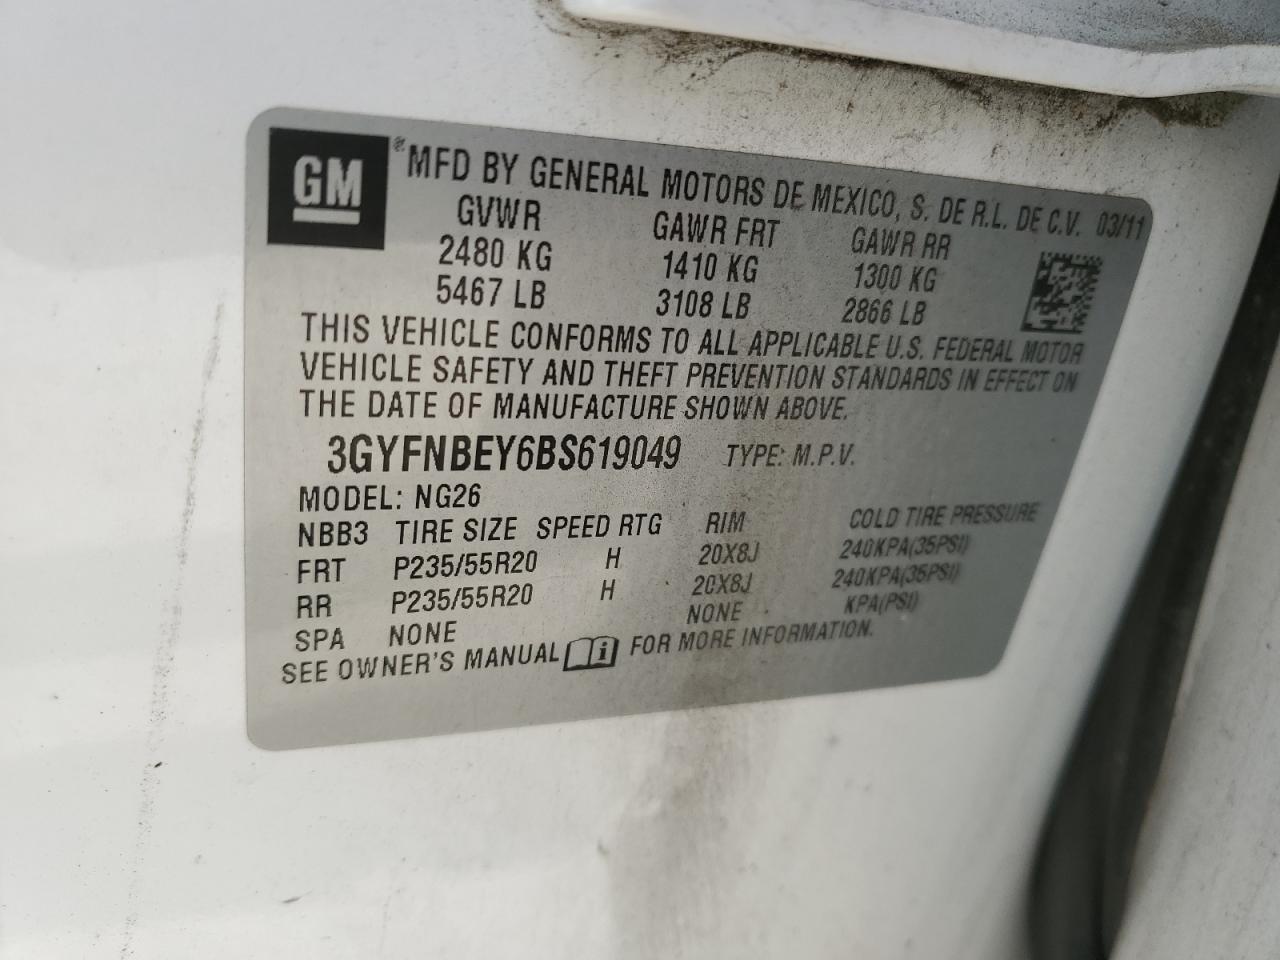 GM
® MFD BY GENERAL MOTORS DE MEXICO, S. DE R.L. DE C.V. 03/11
GVWR GAWR FRT GAWR RR
2480 KG 1410 KG 1300 KG
5467 LB 3108 LB 2866 LB
THIS VEHICLE CONFORMS TO ALL APPLICABLE U.S. FEDERAL MOTOR
VEHICLE SAFETY AND THEFT PREVENTION STANDARDS IN EFFECT ON
THE DATE OF MANUFACTURE SHOWN ABOVE.
3GYFNBEY6BS619049 TYPE: M.P.V.
MODEL: NG26
NBB3 TIRE SIZE SPEED RTG RIM COLD TIRE PRESSURE
FRT P235/55R20 H 20X8J 240KPA(35PSI)
RR P235/55R20 H 20X8J 240KPA(35PSI)
SPA NONE NONE KPA(PSI)
SEE OWNER'S MANUAL FOR MORE INFORMATION.